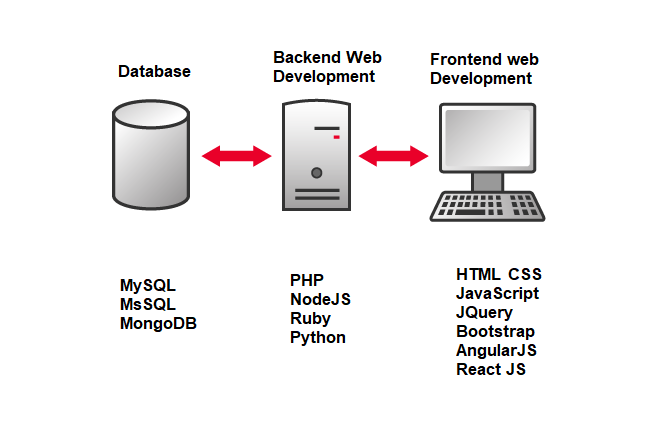 Database
Backend Web
Development
Frontend web
Development
MySQL
MsSQL
MongoDB
PHP
NodeJS
Ruby
Python
HTML CSS
JavaScript
JQuery
Bootstrap
AngularJS
React JS